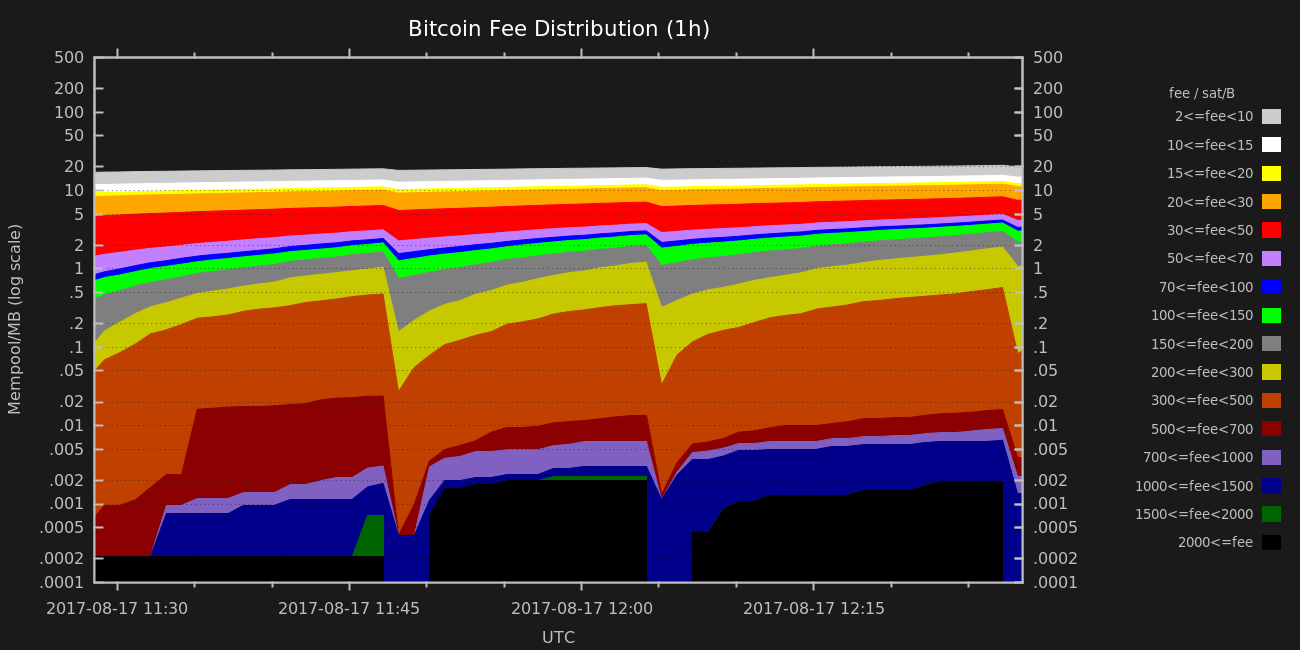 Bitcoin Fee Distribution (1h)
500 500
200 200
100 100
50 50
20 20
10 10
5 5
2 2
1 1
.5 .5
.2 .2
.1 .1
.05 .05
.02 .02
.01 .01
.005 .005
.002 .002
.001 .001
.0005 .0005
.0002 .0002
.0001 .0001
Mempool/MB (log scale)
2017-08-17 11:30 2017-08-17 11:45 2017-08-17 12:00 2017-08-17 12:15
UTC
fee / sat/B
2<=fee<10
10<=fee<15
15<=fee<20
20<=fee<30
30<=fee<50
50<=fee<70
70<=fee<100
100<=fee<150
150<=fee<200
200<=fee<300
300<=fee<500
500<=fee<700
700<=fee<1000
1000<=fee<1500
1500<=fee<2000
2000<=fee